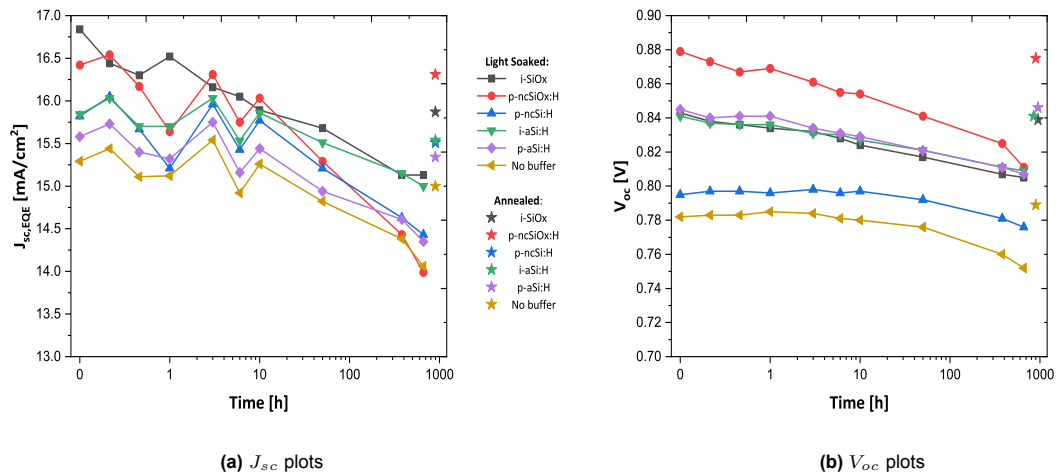 17.0
16.5
16.0
15.5
15.0
14.5
14.0
13.5
13.0
J_sc,EQE [mA/cm²]
0 1 10 100 1000
Time [h]
Light Soaked:
i-SiOx
p-ncSiOx:H
p-ncSi:H
i-aSi:H
p-aSi:H
No buffer
Annealed:
i-SiOx
p-ncSiOx:H
p-ncSi:H
i-aSi:H
p-aSi:H
No buffer
0.90
0.88
0.86
0.84
0.82
0.80
0.78
0.76
0.74
0.72
0.70
V_oc [V]
0 1 10 100 1000
Time [h]
(a) J_sc plots
(b) V_oc plots